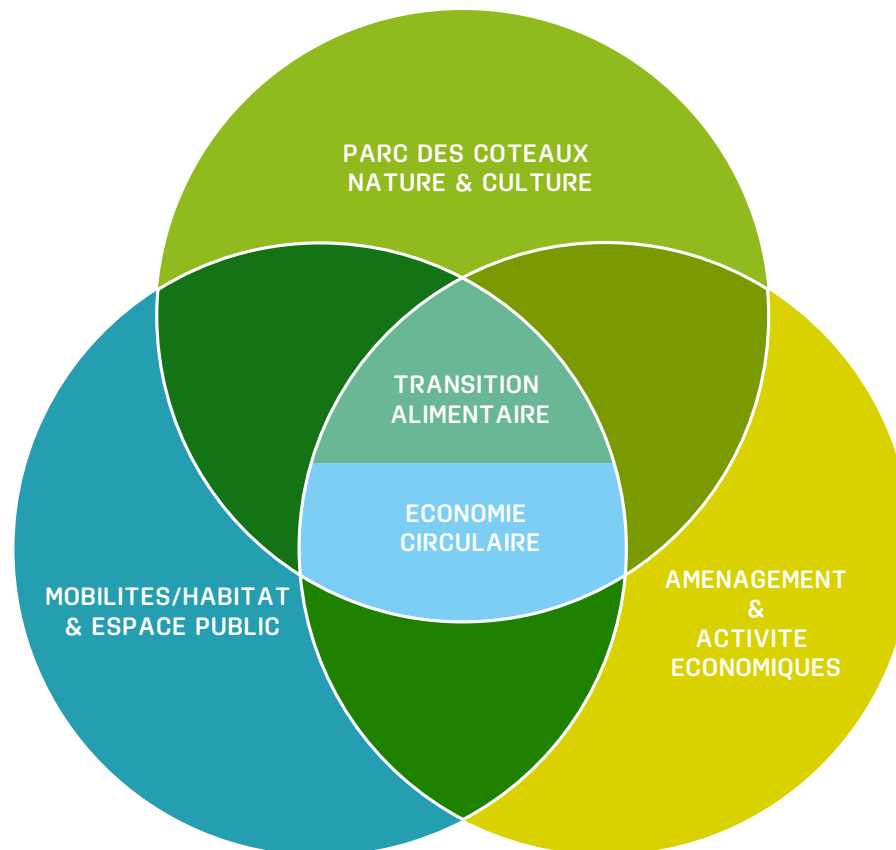 PARC DES COTEAUX
NATURE & CULTURE
TRANSITION
ALIMENTAIRE
ECONOMIE
CIRCULAIRE
MOBILITES/HABITAT
& ESPACE PUBLIC
AMENAGEMENT
&
ACTIVITE
ECONOMIQUES